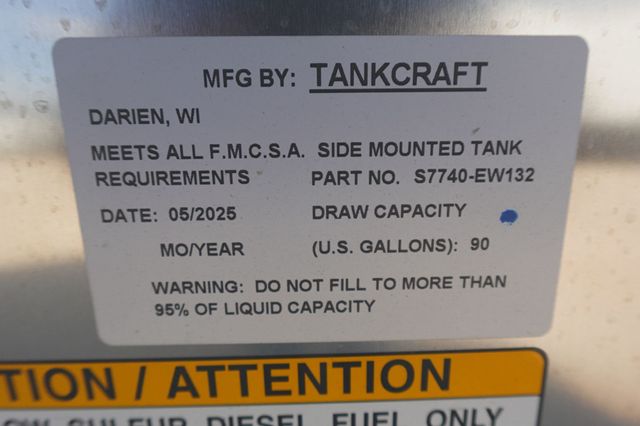 MFG BY: TANKCRAFT
DARIEN, WI
MEETS ALL F.M.C.S.A. SIDE MOUNTED TANK
REQUIREMENTS PART NO. S7740-EW132
DATE: 05/2025 DRAW CAPACITY
MO/YEAR (U.S. GALLONS): 90
WARNING: DO NOT FILL TO MORE THAN
95% OF LIQUID CAPACITY
TION / ATTENTION
SULFUR DIESEL FUEL ONLY